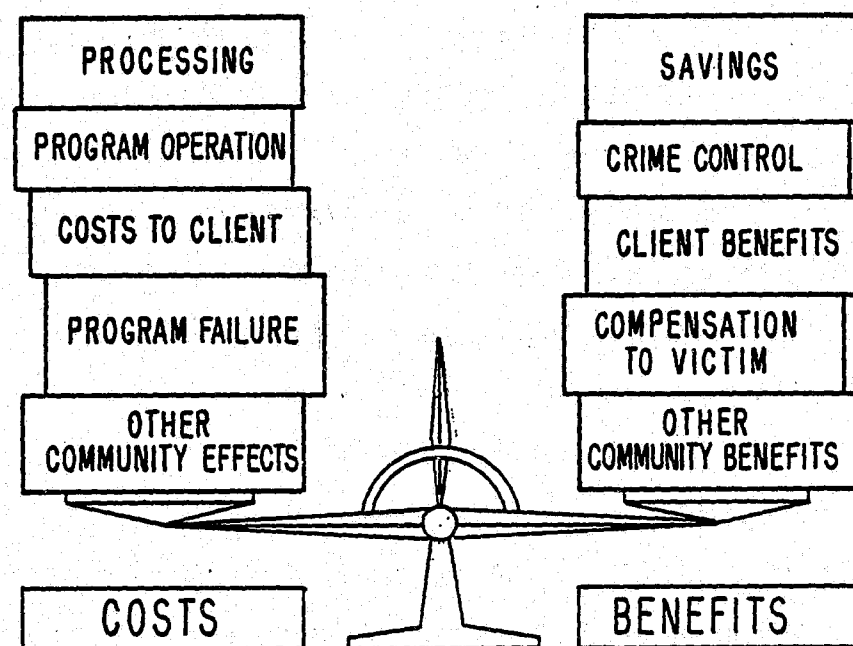 PROCESSING
PROGRAM OPERATION
COSTS TO CLIENT
PROGRAM FAILURE
OTHER
COMMUNITY EFFECTS
COSTS
SAVINGS
CRIME CONTROL
CLIENT BENEFITS
COMPENSATION
TO VICTIM
OTHER
COMMUNITY BENEFITS
BENEFITS